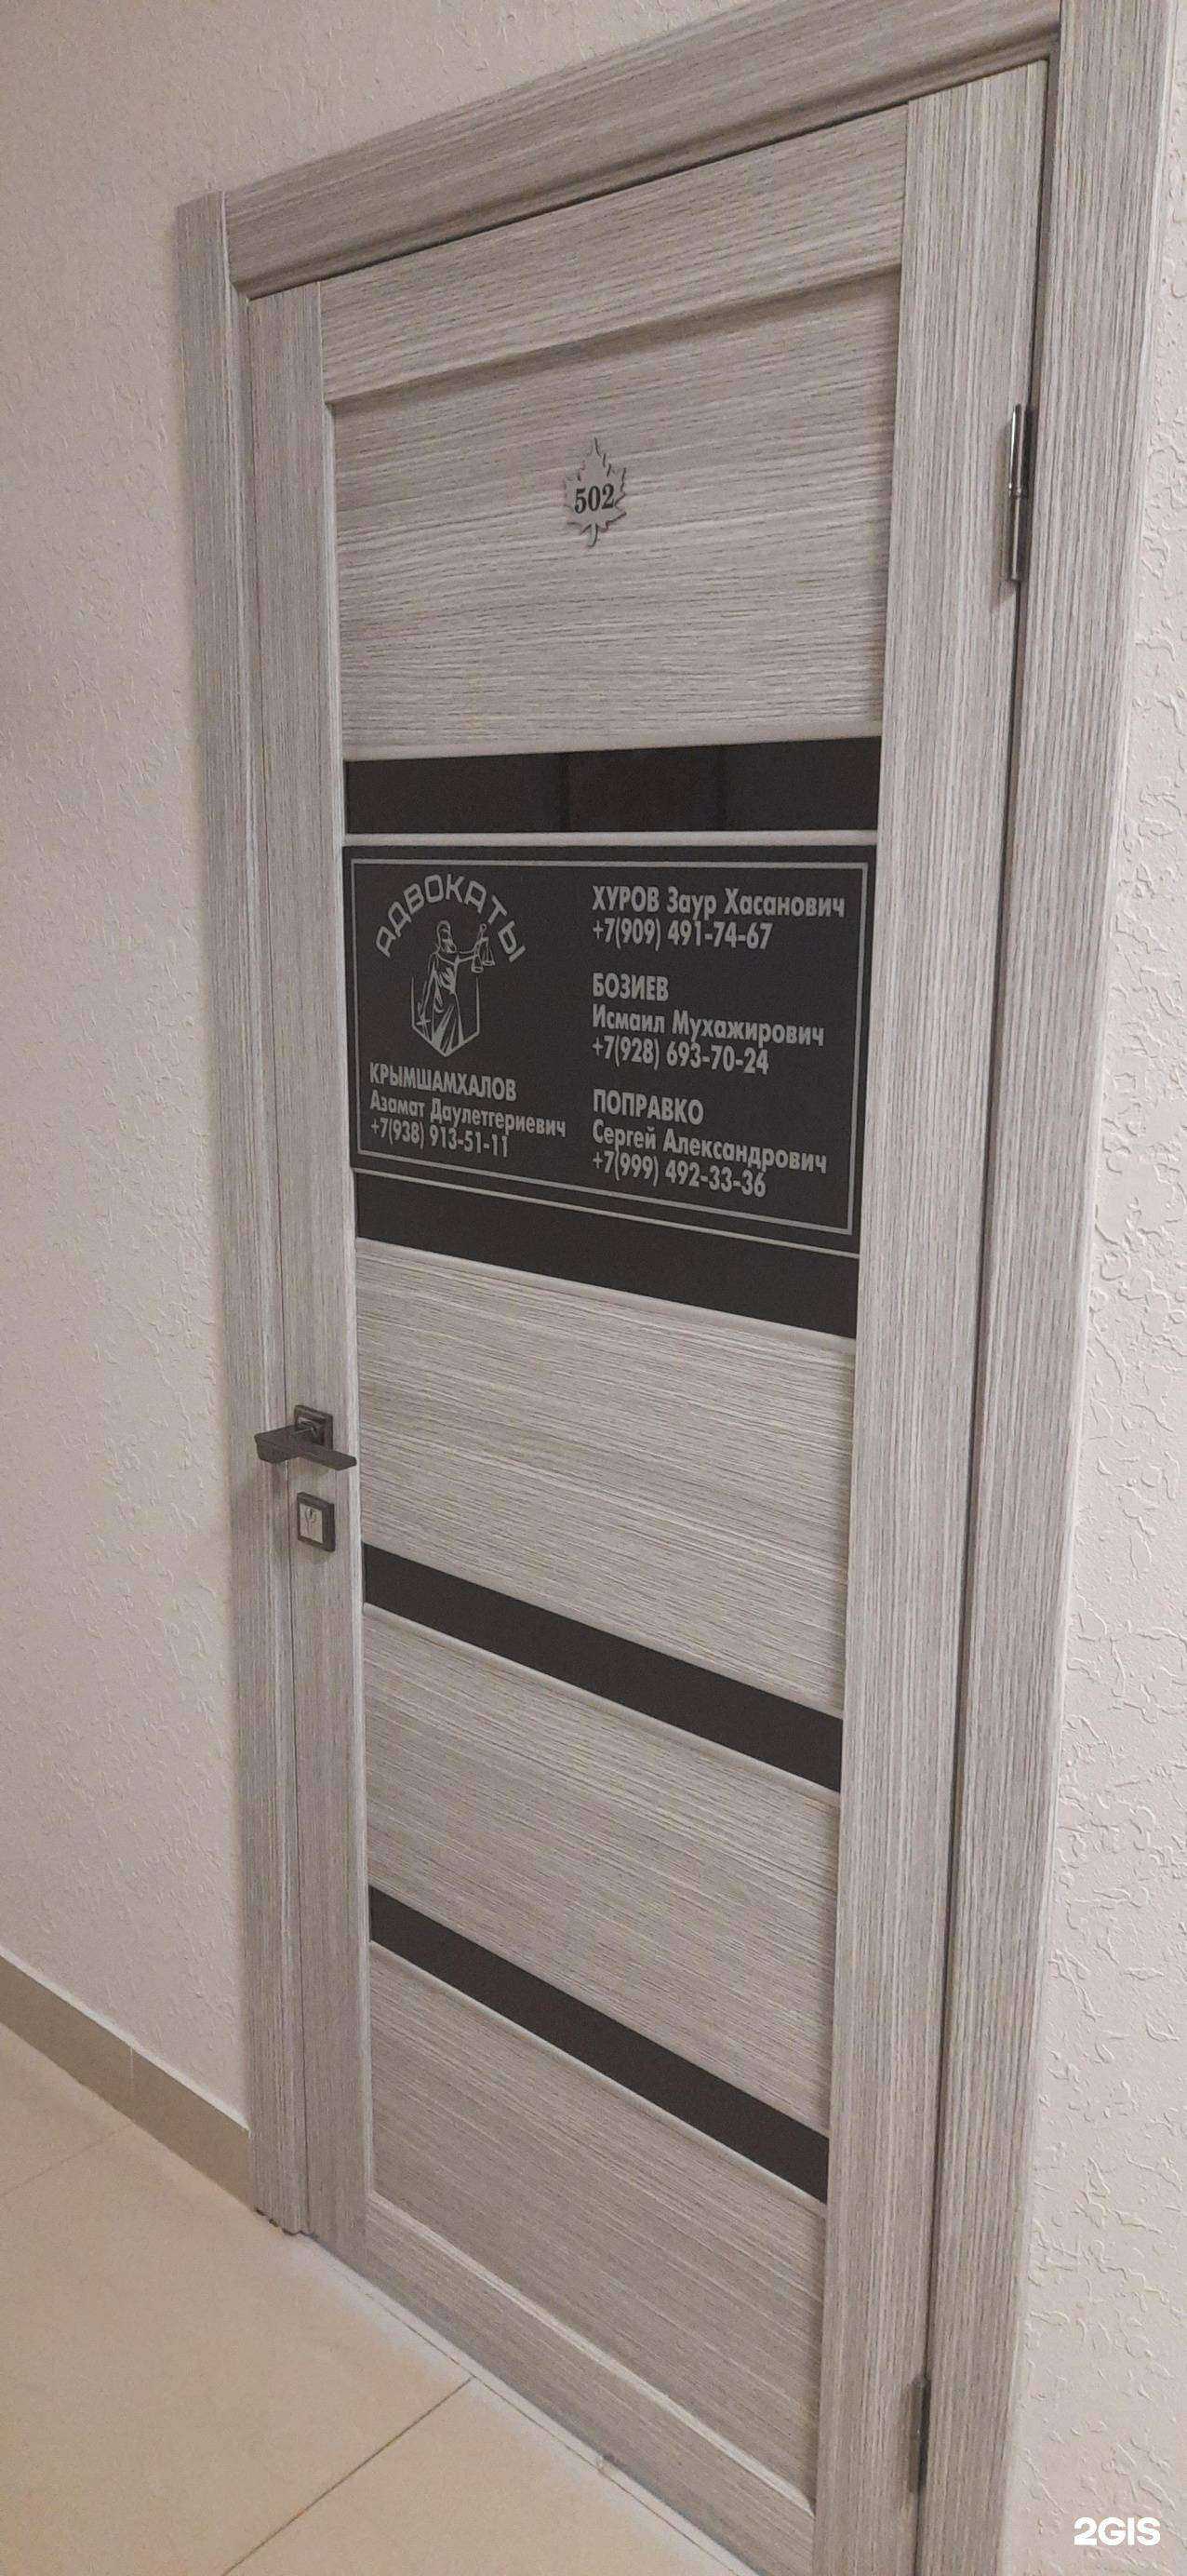 502
АДВОКАТЫ
КРЫМШАМХАЛОВ
Азамат Даулетгериевич
+7(938) 913-51-11
ХУРОВ Заур Хасанович
+7(909) 491-74-67
БОЗИЕВ
Исмаил Мухажирович
+7(928) 693-70-24
ПОПРАВКО
Сергей Александрович
+7(999) 492-33-36
2GIS